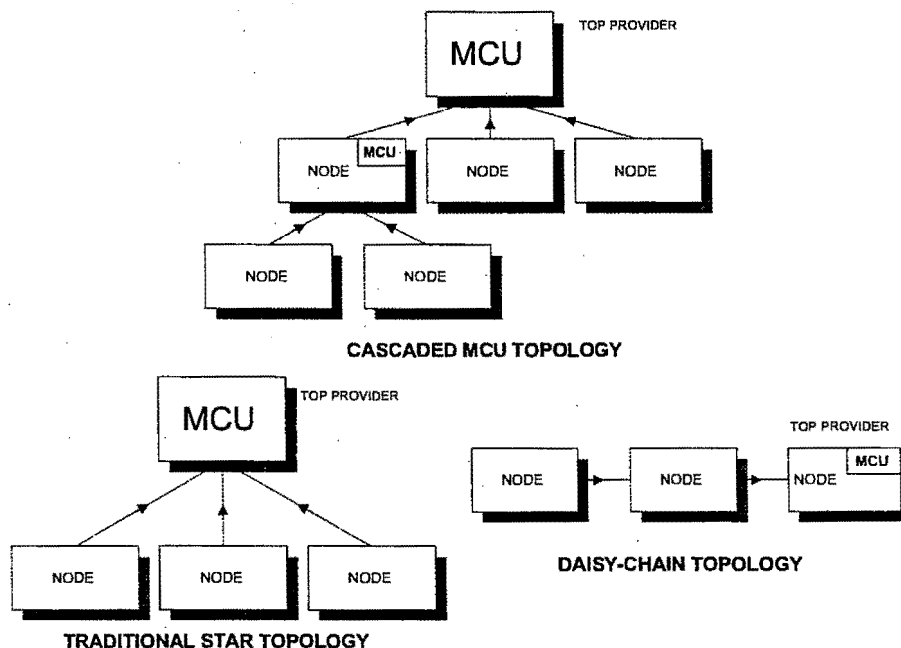 TOP PROVIDER
MCU
NODE
MCU
NODE
NODE
NODE
NODE
CASCADED MCU TOPOLOGY
MCU
TOP PROVIDER
NODE
NODE
NODE
TRADITIONAL STAR TOPOLOGY
TOP PROVIDER
NODE
NODE
NODE
MCU
DAISY-CHAIN TOPOLOGY